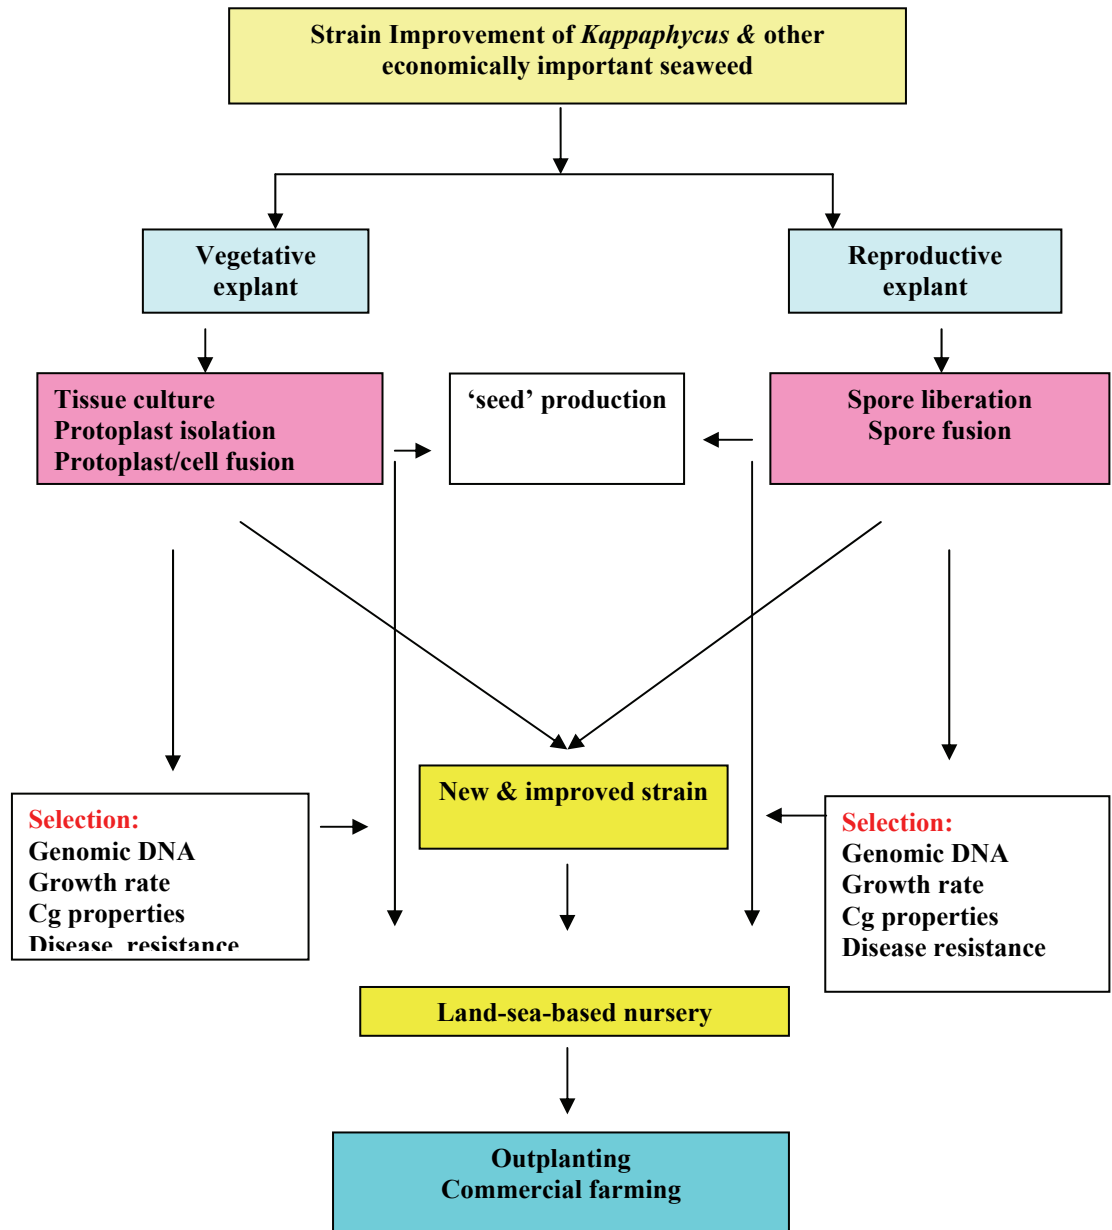 Strain Improvement of Kappaphycus & other
economically important seaweed
Vegetative
explant
Reproductive
explant
Tissue culture
Protoplast isolation
Protoplast/cell fusion
‘seed’ production
Spore liberation
Spore fusion
New & improved strain
Selection:
Genomic DNA
Growth rate
Cg properties
Disease resistance
Selection:
Genomic DNA
Growth rate
Cg properties
Disease resistance
Land-sea-based nursery
Outplanting
Commercial farming